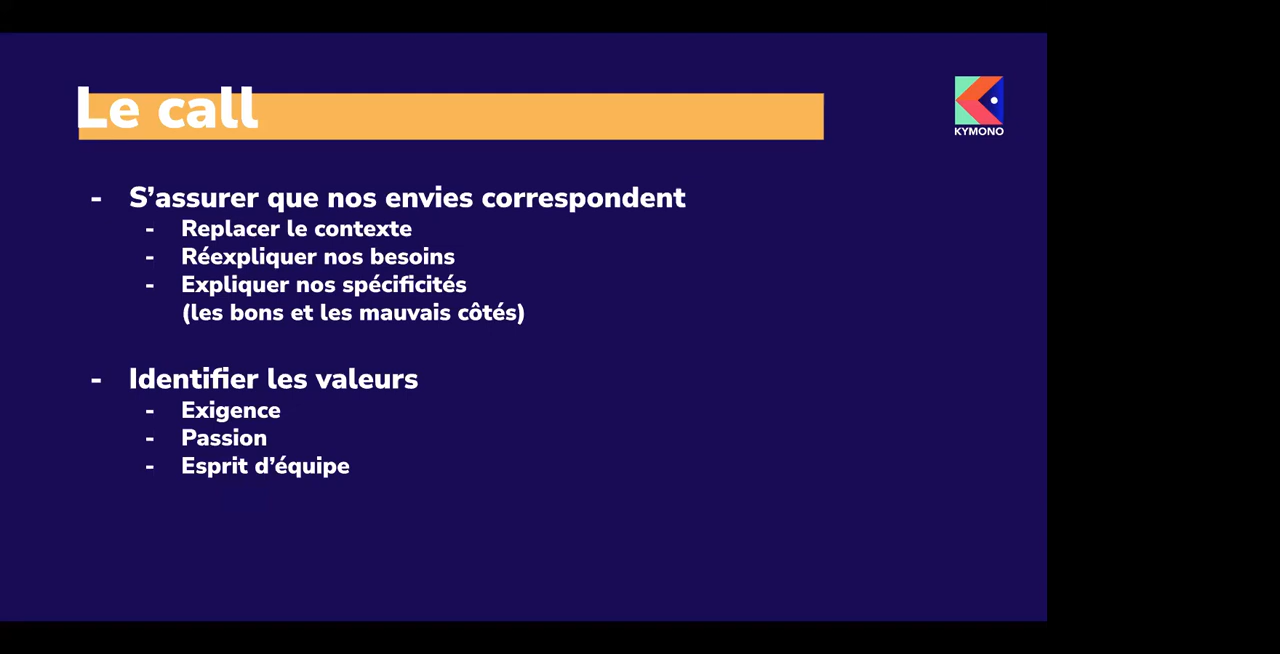 Le call
KYMONO
- S’assurer que nos envies correspondent
- Replacer le contexte
- Réexpliquer nos besoins
- Expliquer nos spécificités
(les bons et les mauvais côtés)
- Identifier les valeurs
- Exigence
- Passion
- Esprit d’équipe